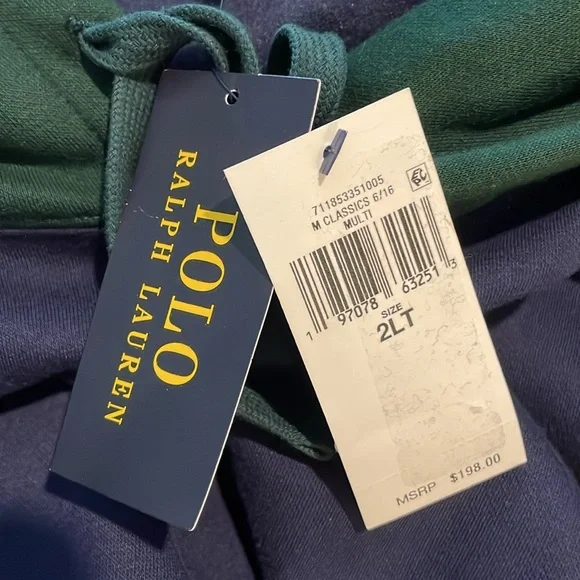 POLO
RALPH LAUREN
711853351005
M CLASSICS 6/16
MULTI
1 97078 63251 3
SIZE
2LT
MSRP $198.00